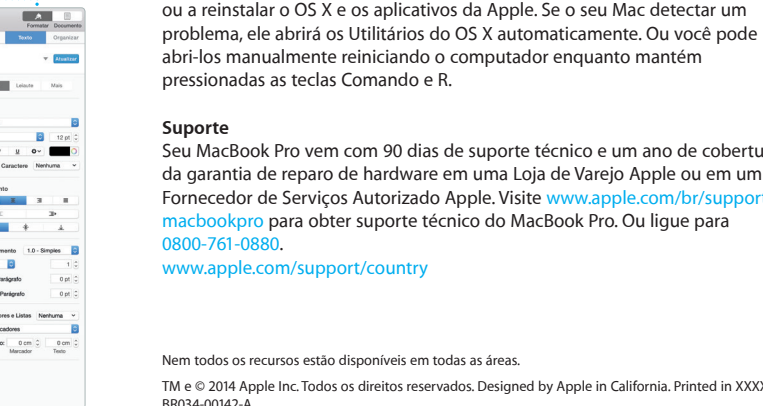 Formatar Documento
Texto Organizar
Atualizar
Leiaute Mais
12 pt
U
Caractere Nenhuma
1.0 - Simples
1
0 pt
Parágrafo 0 pt
Nenhuma
0 cm 0 cm
Marcador Texto
ou a reinstalar o OS X e os aplicativos da Apple. Se o seu Mac detectar um
problema, ele abrirá os Utilitários do OS X automaticamente. Ou você pode
abri-los manualmente reiniciando o computador enquanto mantém
pressionadas as teclas Comando e R.
Suporte
Seu MacBook Pro vem com 90 dias de suporte técnico e um ano de cobertu
da garantia de reparo de hardware em uma Loja de Varejo Apple ou em um
Fornecedor de Serviços Autorizado Apple. Visite www.apple.com/br/support
macbookpro para obter suporte técnico do MacBook Pro. Ou ligue para
0800-761-0880.
www.apple.com/support/country
Nem todos os recursos estão disponíveis em todas as áreas.
TM e © 2014 Apple Inc. Todos os direitos reservados. Designed by Apple in California. Printed in XXXX
BR034-00142-A